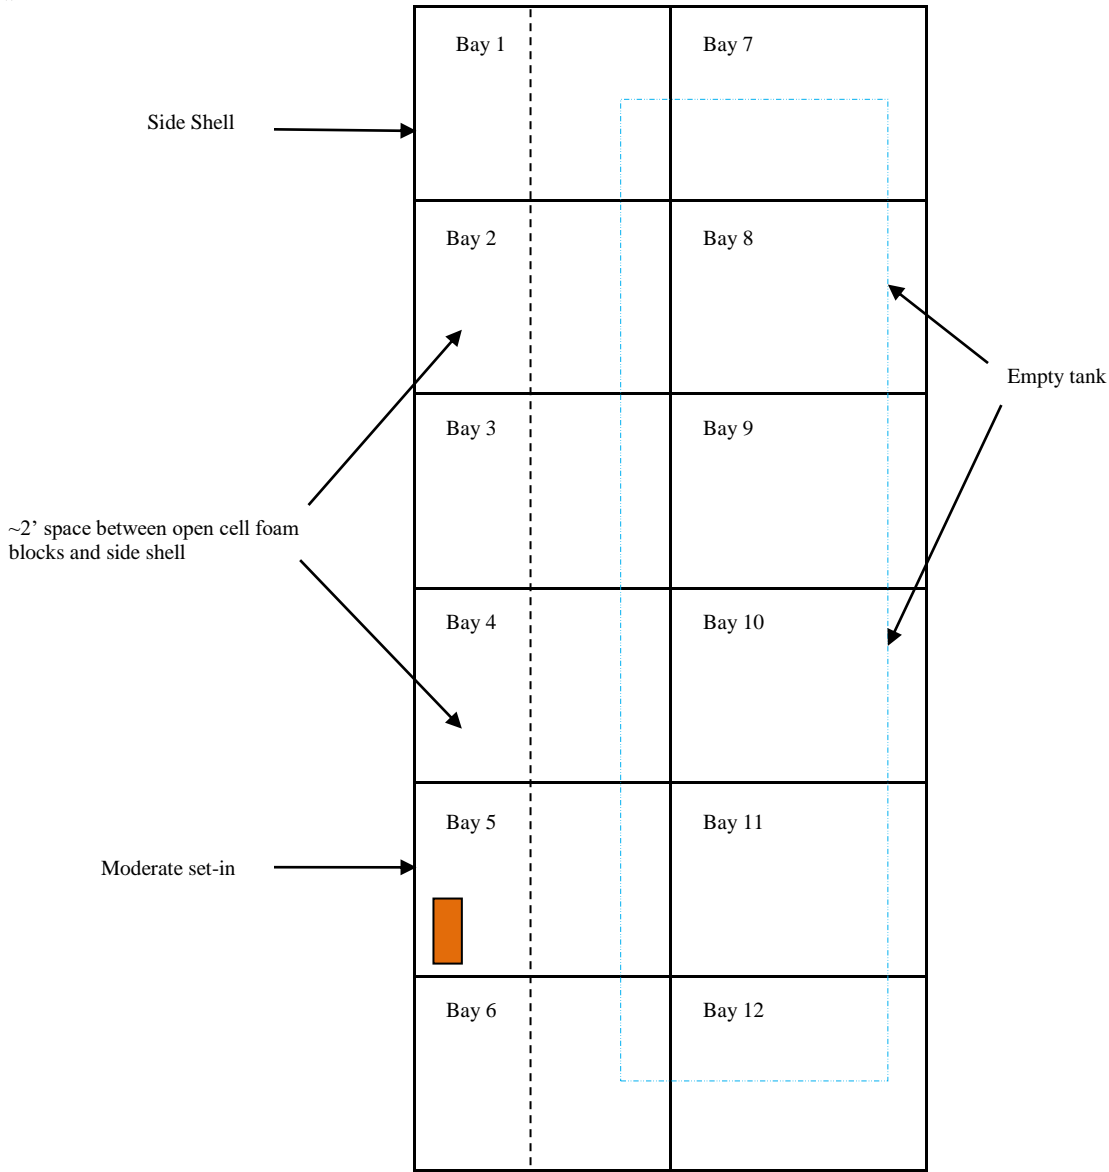 Bay 1
Bay 7
Side Shell
Bay 2
Bay 8
Empty tank
Bay 3
Bay 9
~2’ space between open cell foam
blocks and side shell
Bay 4
Bay 10
Bay 5
Bay 11
Moderate set-in
Bay 6
Bay 12